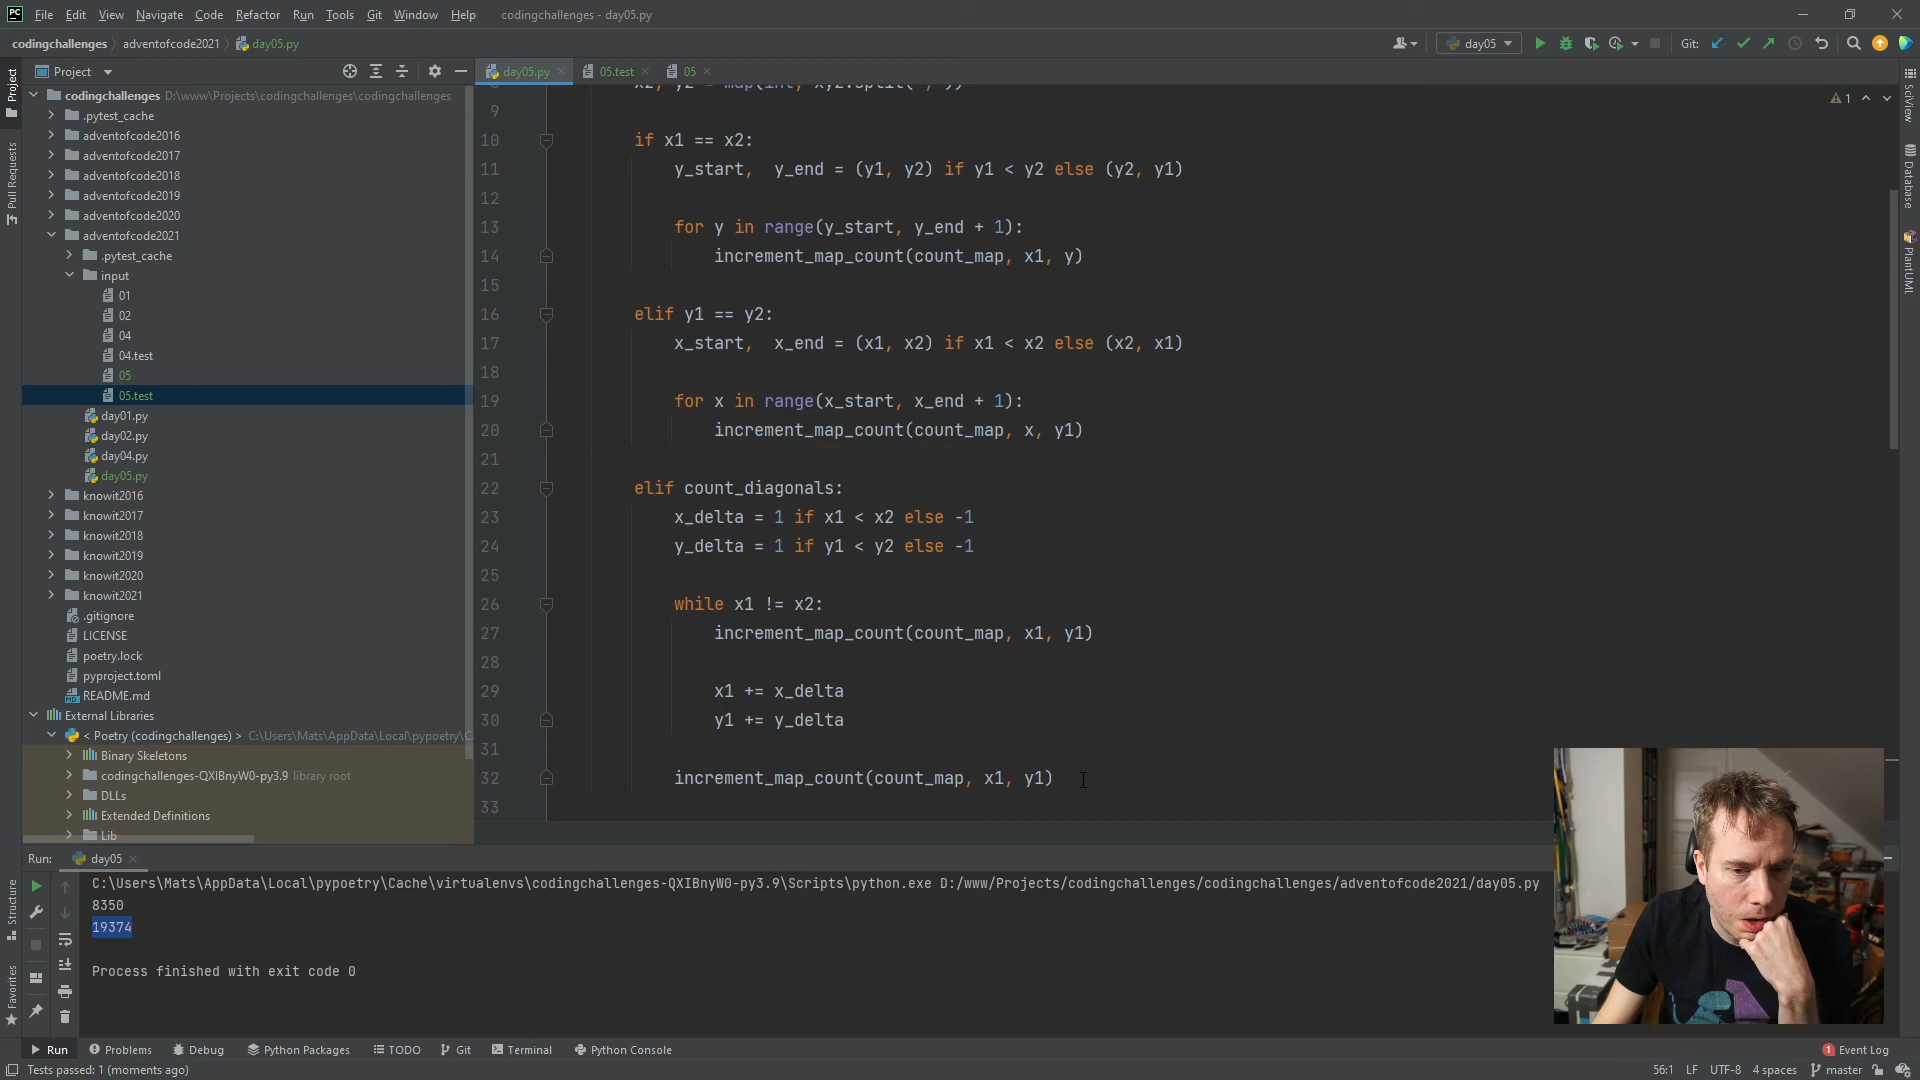 PC File Edit View Navigate Code Refactor Run Tools Git Window Help codingchallenges - day05.py
codingchallenges adventofcode2021 day05.py
day05
Git:
Project
day05.py
05.test
05
Project
Pull Requests
Structure
Favorites
codingchallenges D:\www\Projects\codingchallenges\codingchallenges
.pytest_cache
adventofcode2016
adventofcode2017
adventofcode2018
adventofcode2019
adventofcode2020
adventofcode2021
.pytest_cache
input
01
02
04
04.test
05
05.test
day01.py
day02.py
day04.py
day05.py
knowit2016
knowit2017
knowit2018
knowit2019
knowit2020
knowit2021
.gitignore
LICENSE
poetry.lock
pyproject.toml
README.md
External Libraries
< Poetry (codingchallenges) > C:\Users\Mats\AppData\Local\pypoetry\C
Binary Skeletons
codingchallenges-QXIBnyW0-py3.9 library root
DLLs
Extended Definitions
Lib
9
10 if x1 == x2:
11 y_start, y_end = (y1, y2) if y1 < y2 else (y2, y1)
12
13 for y in range(y_start, y_end + 1):
14 increment_map_count(count_map, x1, y)
15
16 elif y1 == y2:
17 x_start, x_end = (x1, x2) if x1 < x2 else (x2, x1)
18
19 for x in range(x_start, x_end + 1):
20 increment_map_count(count_map, x, y1)
21
22 elif count_diagonals:
23 x_delta = 1 if x1 < x2 else -1
24 y_delta = 1 if y1 < y2 else -1
25
26 while x1 != x2:
27 increment_map_count(count_map, x1, y1)
28
29 x1 += x_delta
30 y1 += y_delta
31
32 increment_map_count(count_map, x1, y1)
33
1
SciView
Database
PlantUML
Run: day05
C:\Users\Mats\AppData\Local\pypoetry\Cache\virtualenvs\codingchallenges-QXIBnyW0-py3.9\Scripts\python.exe D:/www/Projects/codingchallenges/codingchallenges/adventofcode2021/day05.py
8350
19374
Process finished with exit code 0
Run Problems Debug Python Packages TODO Git Terminal Python Console
1 Event Log
Tests passed: 1 (moments ago)
56:1 LF UTF-8 4 spaces master